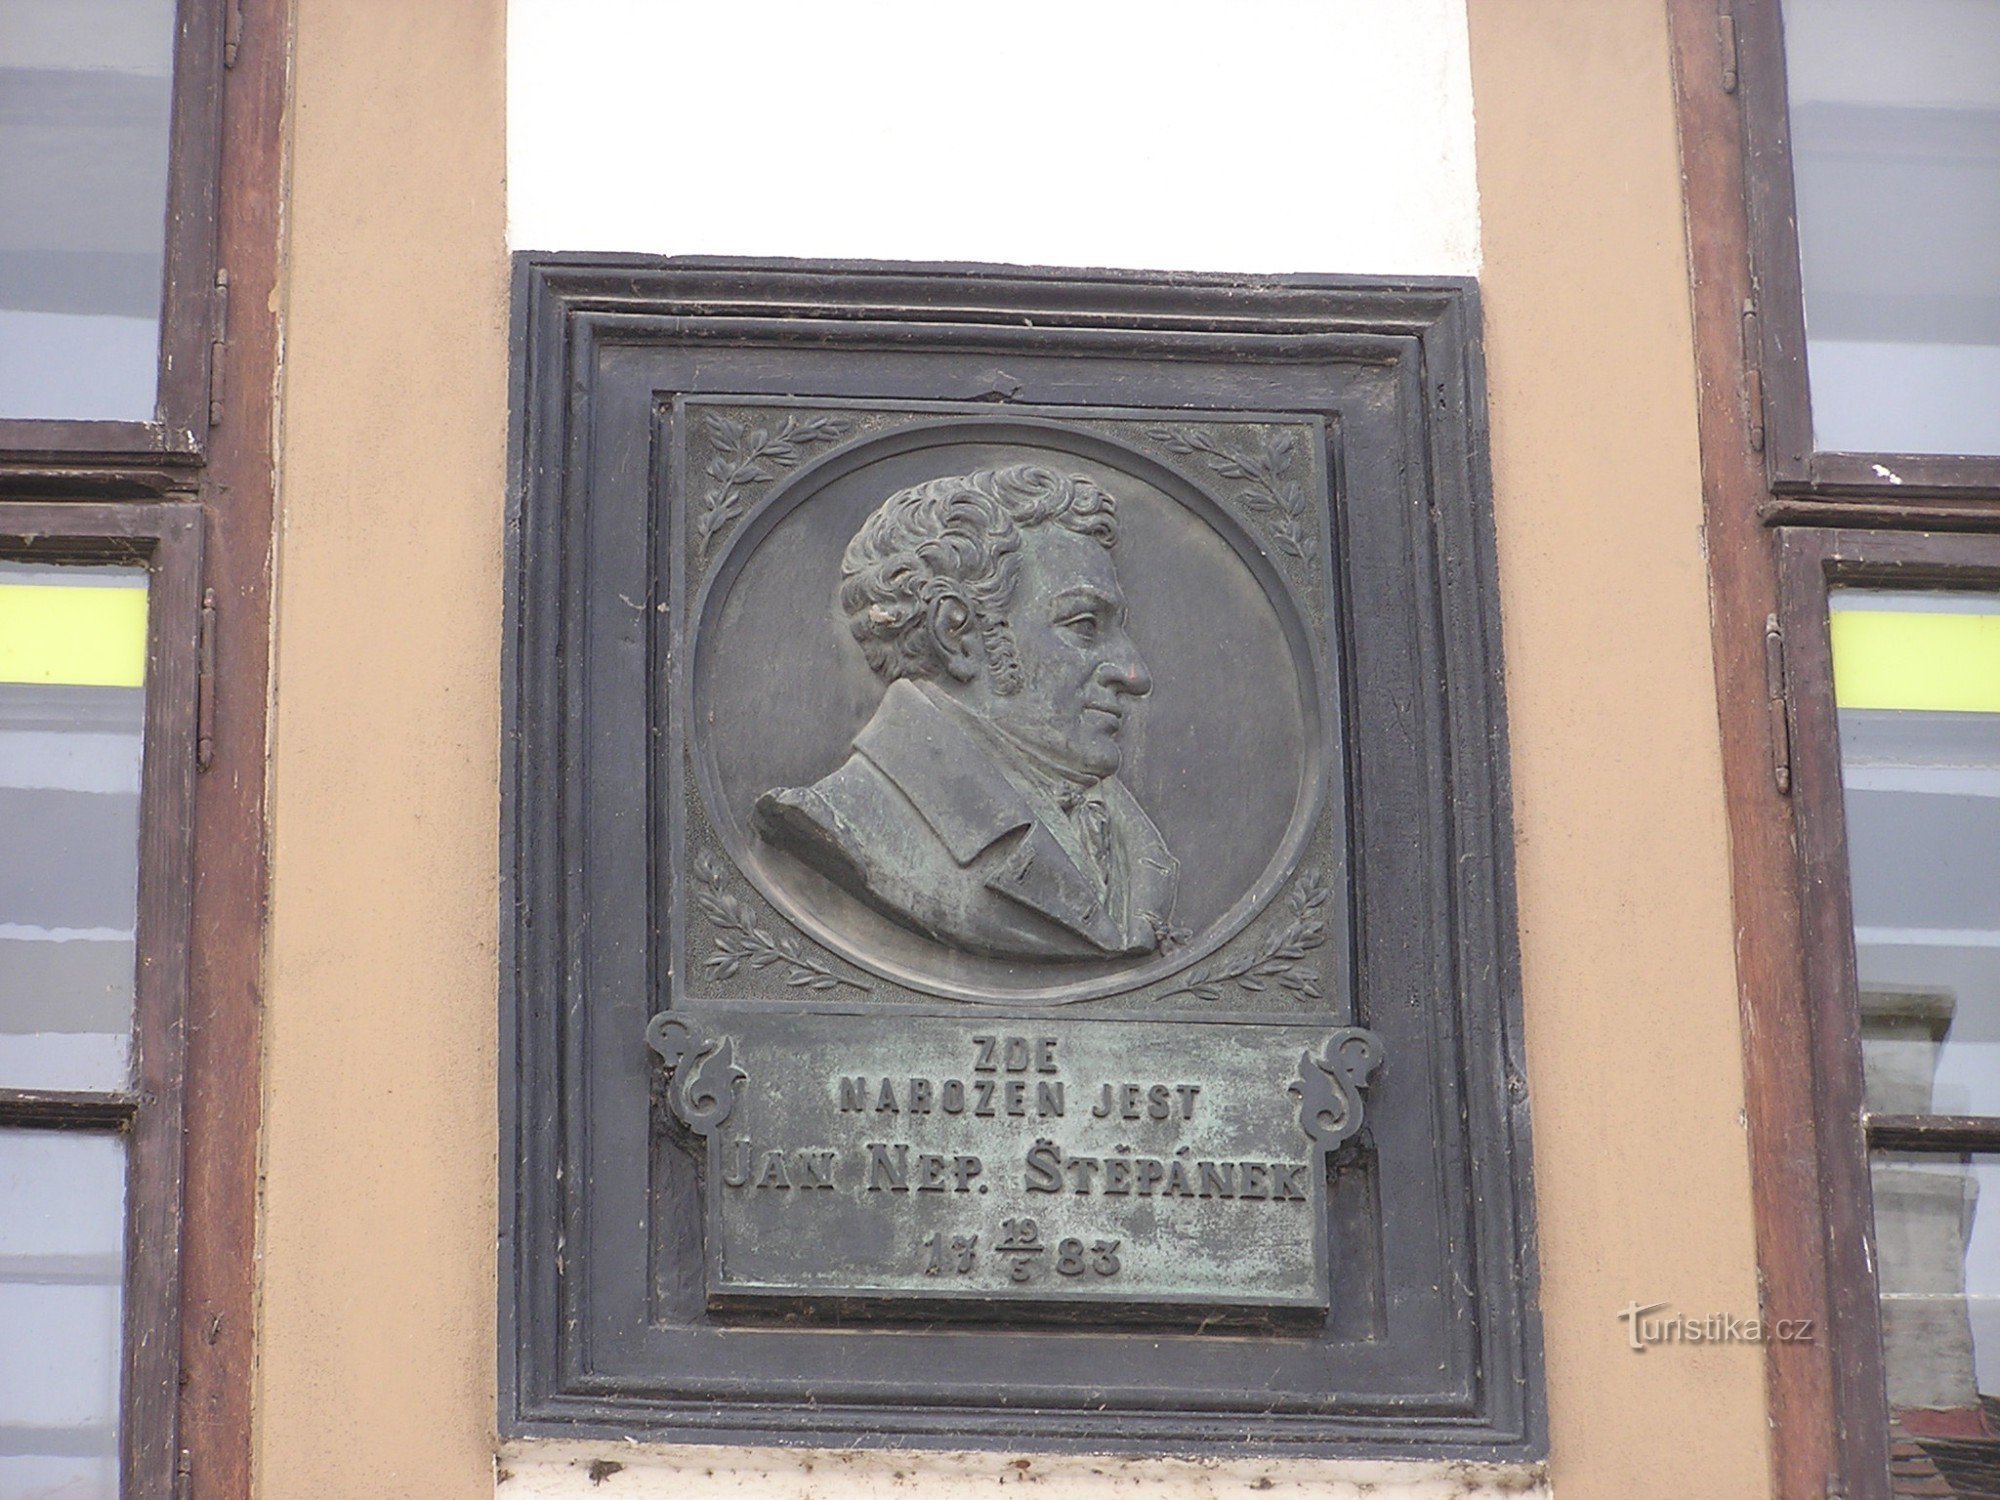 ZDE
NAROZEN JEST
JAN NEP. ŠTĚPÁNEK
17 19/5 83
Turistika.cz